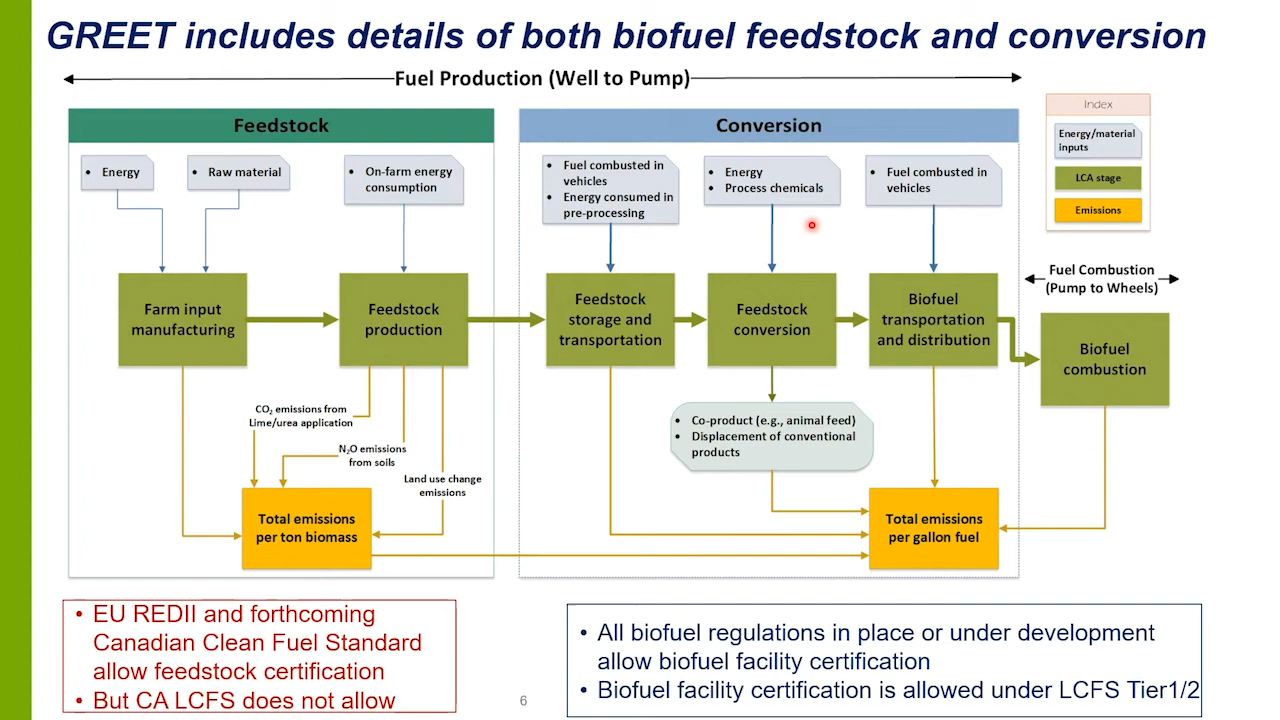 GREET includes details of both biofuel feedstock and conversion
Fuel Production (Well to Pump)
Feedstock
• Energy
• Raw material
• On-farm energy
consumption
Farm input
manufacturing
Feedstock
production
CO₂ emissions from
Lime/urea application
N₂O emissions
from soils
Land use change
emissions
Total emissions
per ton biomass
Conversion
• Fuel combusted in
vehicles
• Energy consumed in
pre-processing
• Energy
• Process chemicals
• Fuel combusted in
vehicles
Feedstock
storage and
transportation
Feedstock
conversion
Biofuel
transportation
and distribution
• Co-product (e.g., animal feed)
• Displacement of conventional
products
Total emissions
per gallon fuel
Index
Energy/material
inputs
LCA stage
Emissions
Fuel Combustion
(Pump to Wheels)
Biofuel
combustion
• EU REDII and forthcoming
Canadian Clean Fuel Standard
allow feedstock certification
• But CA LCFS does not allow
6
• All biofuel regulations in place or under development
allow biofuel facility certification
• Biofuel facility certification is allowed under LCFS Tier1/2